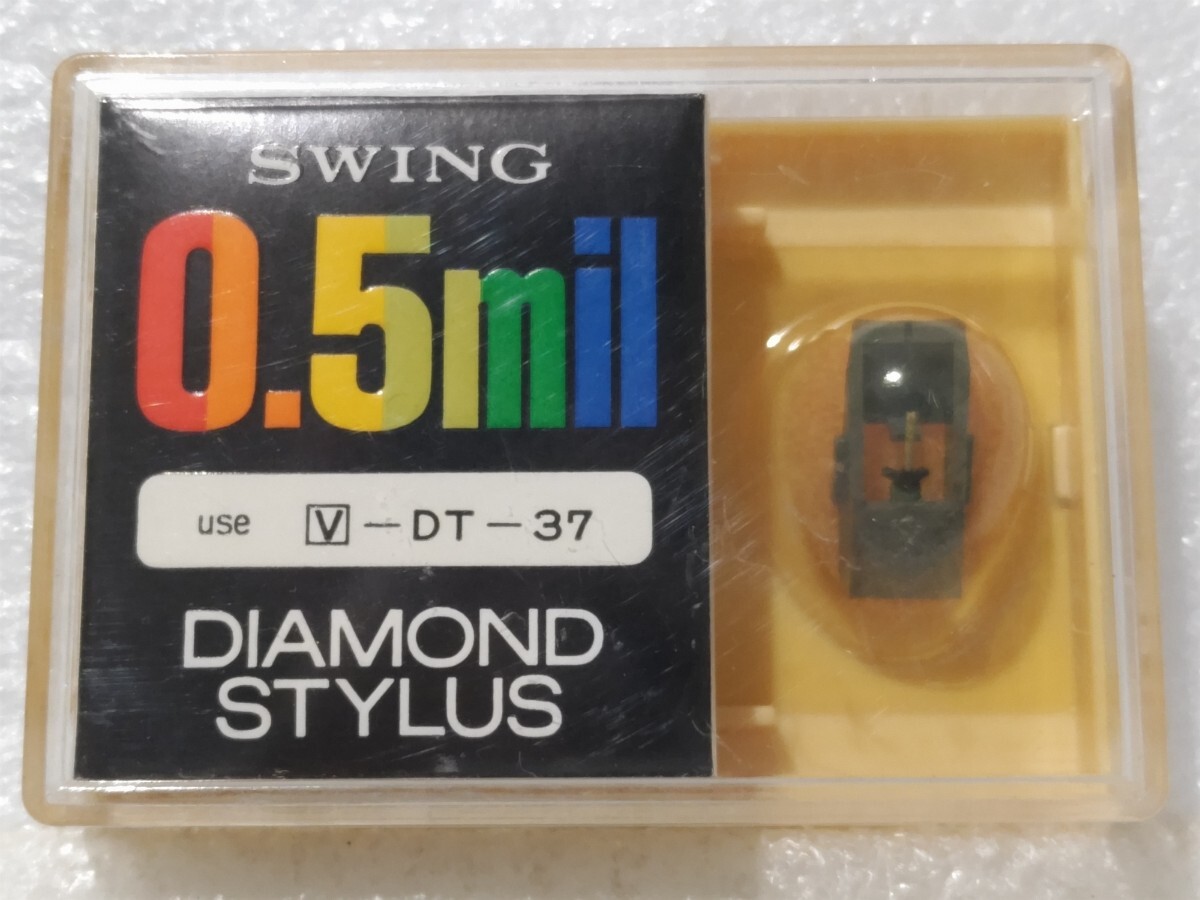 SWING
0.5mil
use V-DT-37
DIAMOND
STYLUS